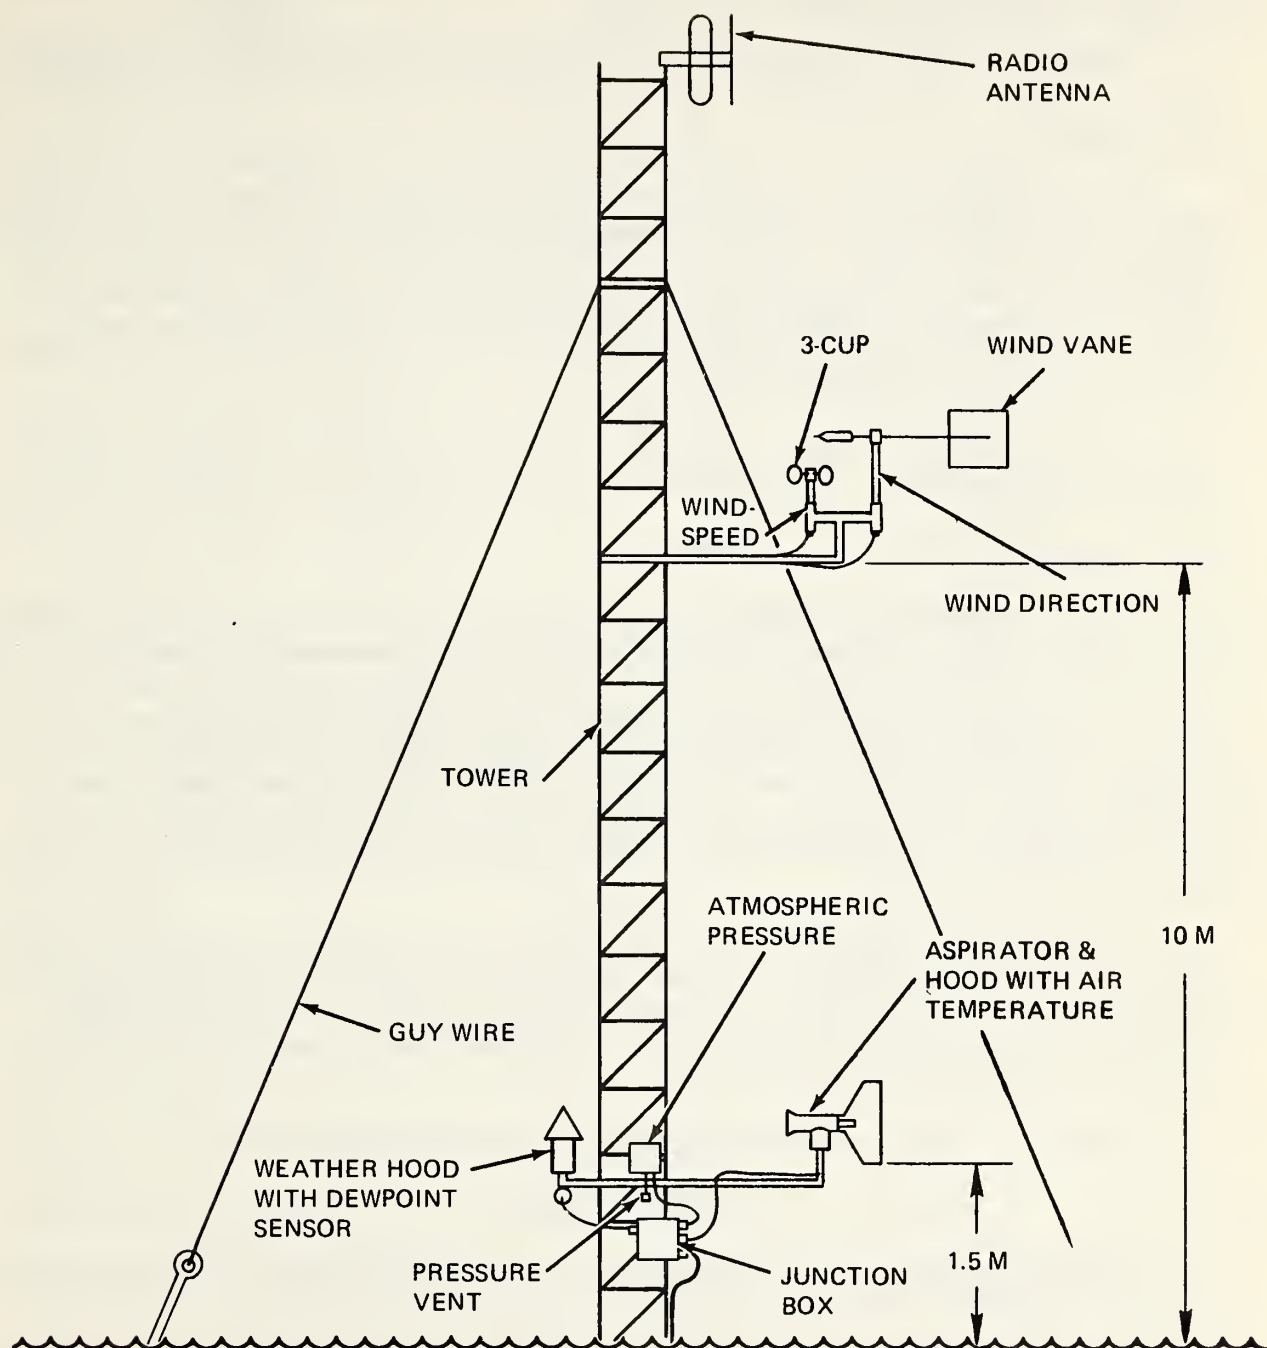 RADIO
ANTENNA
3-CUP
WIND VANE
WIND-
SPEED
WIND DIRECTION
TOWER
ATMOSPHERIC
PRESSURE
10 M
ASPIRATOR &
HOOD WITH AIR
TEMPERATURE
GUY WIRE
WEATHER HOOD
WITH DEWPOINT
SENSOR
PRESSURE
VENT
JUNCTION
BOX
1.5 M